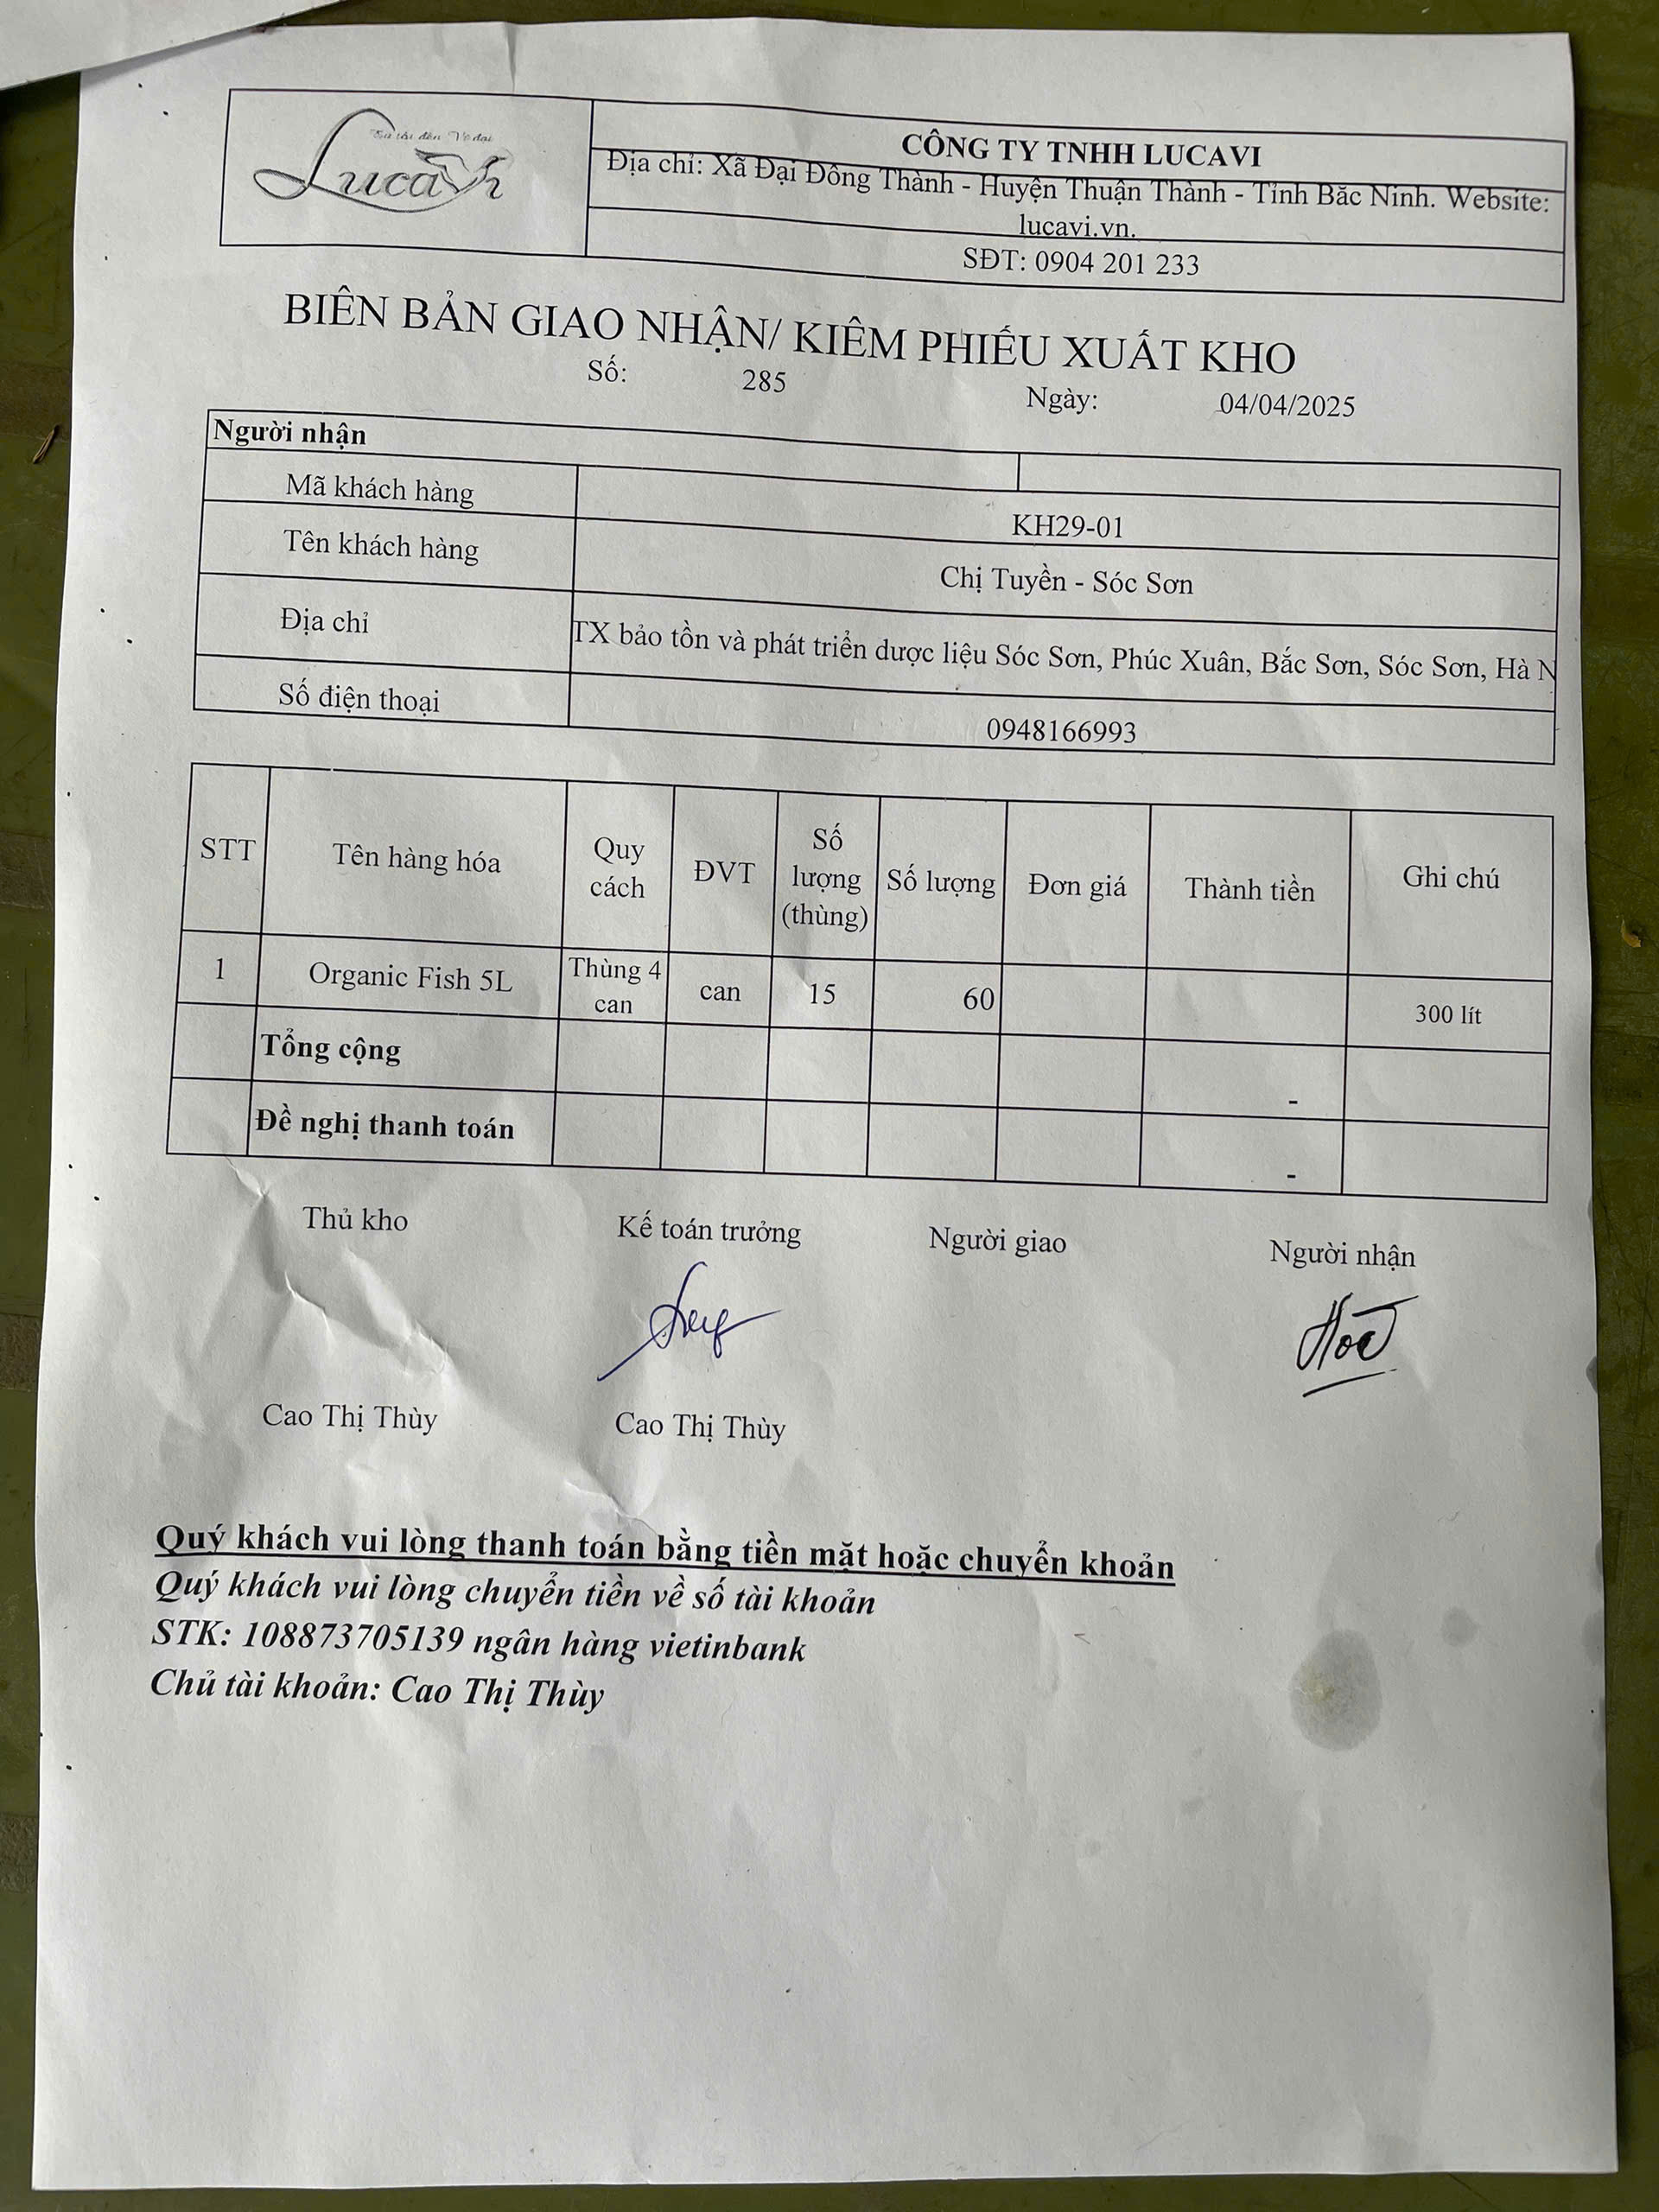 Từ tâm đến Vĩ đại
Lucavi
CÔNG TY TNHH LUCAVI
Địa chỉ: Xã Đại Đồng Thành - Huyện Thuận Thành - Tỉnh Bắc Ninh. Website:
lucavi.vn.
SĐT: 0904 201 233
BIÊN BẢN GIAO NHẬN/ KIÊM PHIẾU XUẤT KHO
Số: 285 Ngày: 04/04/2025
Người nhận
Mã khách hàng KH29-01
Tên khách hàng Chị Tuyền - Sóc Sơn
Địa chỉ TX bảo tồn và phát triển dược liệu Sóc Sơn, Phúc Xuân, Bắc Sơn, Sóc Sơn, Hà N
Số điện thoại 0948166993
STT Tên hàng hóa Quy cách ĐVT Số lượng (thùng) Số lượng Đơn giá Thành tiền Ghi chú
1 Organic Fish 5L Thùng 4 can can 15 60 300 lít
Tổng cộng -
Đề nghị thanh toán -
Thủ kho Kế toán trưởng Người giao Người nhận
Cao Thị Thùy Cao Thị Thùy
Quý khách vui lòng thanh toán bằng tiền mặt hoặc chuyển khoản
Quý khách vui lòng chuyển tiền về số tài khoản
STK: 108873705139 ngân hàng vietinbank
Chủ tài khoản: Cao Thị Thùy